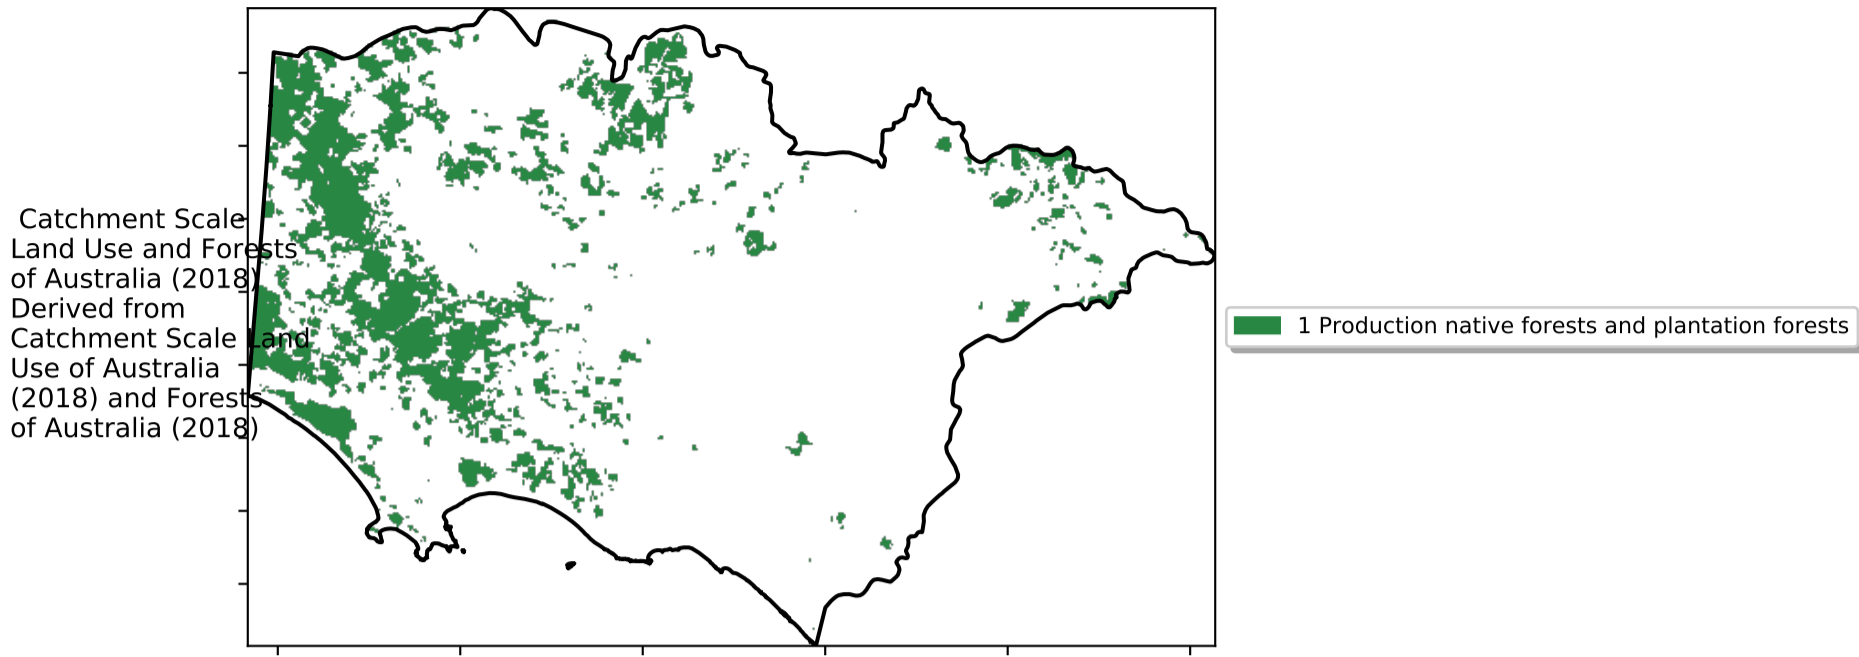 Catchment Scale
Land Use and Forests
of Australia (2018)
Derived from
Catchment Scale Land
Use of Australia
(2018) and Forests
of Australia (2018)
1 Production native forests and plantation forests